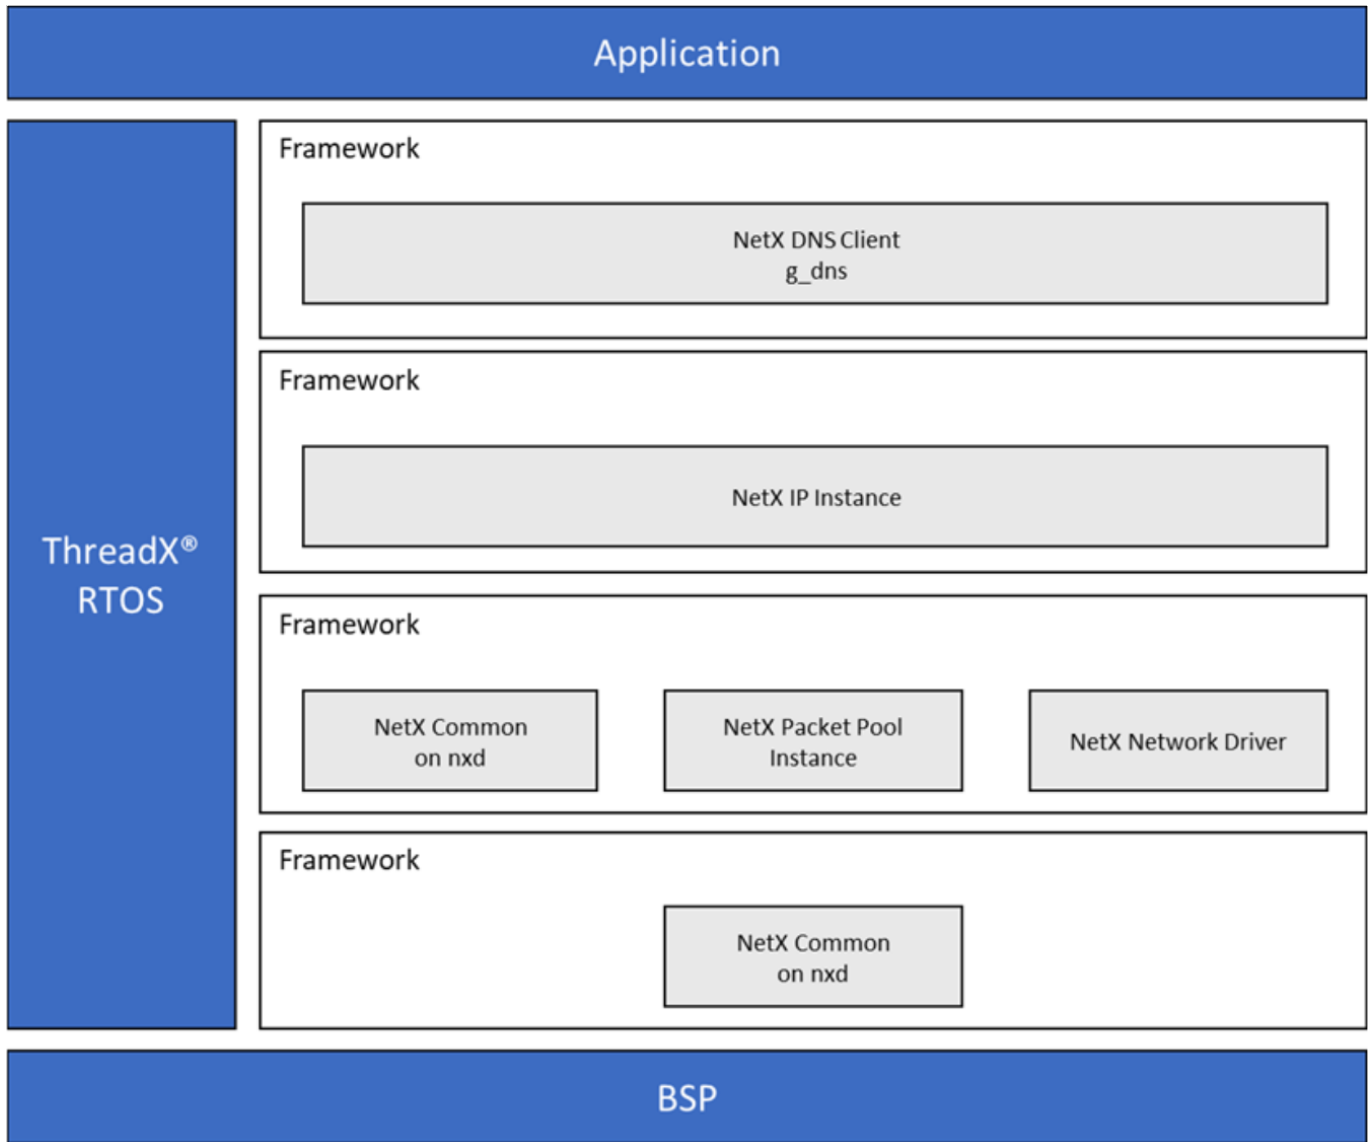 Application
ThreadX®
RTOS
Framework
NetX DNS Client
g_dns
Framework
NetX IP Instance
Framework
NetX Common
on nxd
NetX Packet Pool
Instance
NetX Network Driver
Framework
NetX Common
on nxd
BSP